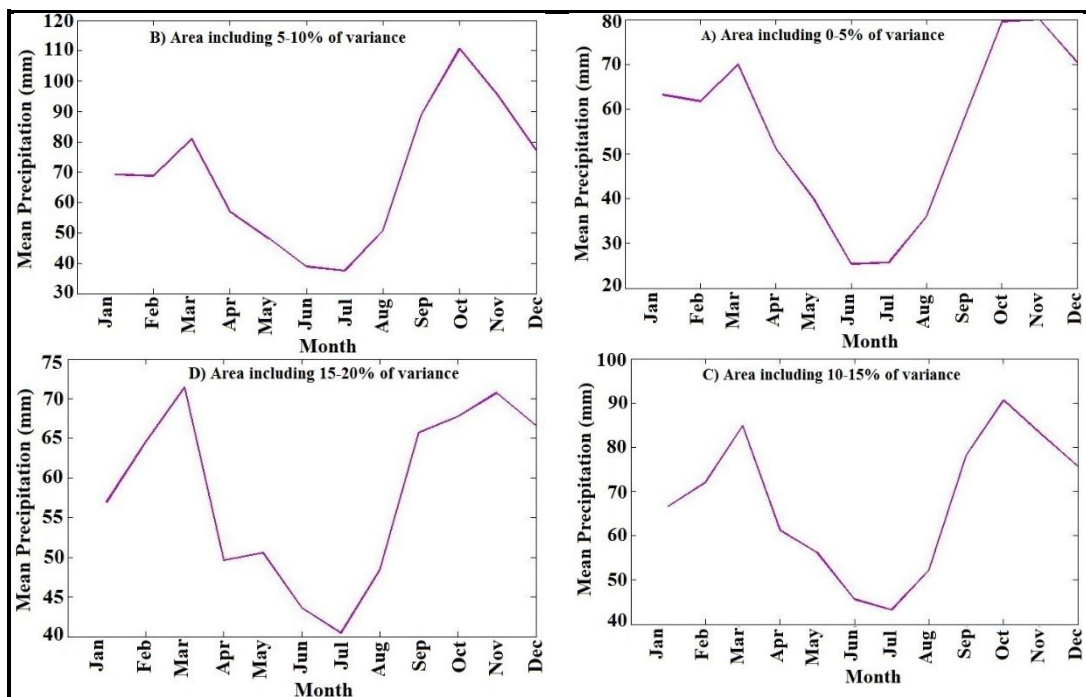 B) Area including 5-10% of variance
Mean Precipitation (mm)
120
110
100
90
80
70
60
50
40
30
Jan
Feb
Mar
Apr
May
Jun
Jul
Aug
Sep
Oct
Nov
Dec
Month
A) Area including 0-5% of variance
Mean Precipitation (mm)
80
70
60
50
40
30
20
Jan
Feb
Mar
Apr
May
Jun
Jul
Aug
Sep
Oct
Nov
Dec
Month
D) Area including 15-20% of variance
Mean Precipitation (mm)
75
70
65
60
55
50
45
40
Jan
Feb
Mar
Apr
May
Jun
Jul
Aug
Sep
Oct
Nov
Dec
Month
C) Area including 10-15% of variance
Mean Precipitation (mm)
100
90
80
70
60
50
40
Jan
Feb
Mar
Apr
May
Jun
Jul
Aug
Sep
Oct
Nov
Dec
Month